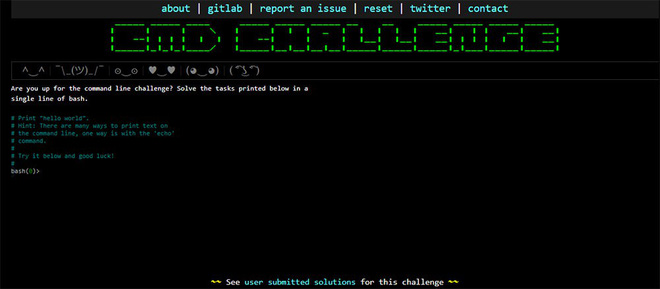 about | gitlab | report an issue | reset | twitter | contact
CMD CHALLENGE
^‿^ | ¯\_(ツ)_/¯ | ʘ‿ʘ | ♥‿♥ | (◕‿◕) | ( ͡° ͜ʖ ͡°)
Are you up for the command line challenge? Solve the tasks printed below in a
single line of bash.
# Print "hello world".
# Hint: There are many ways to print text on
# the command line, one way is with the 'echo'
# command.
#
# Try it below and good luck!
#
bash(0)>
~~ See user submitted solutions for this challenge ~~